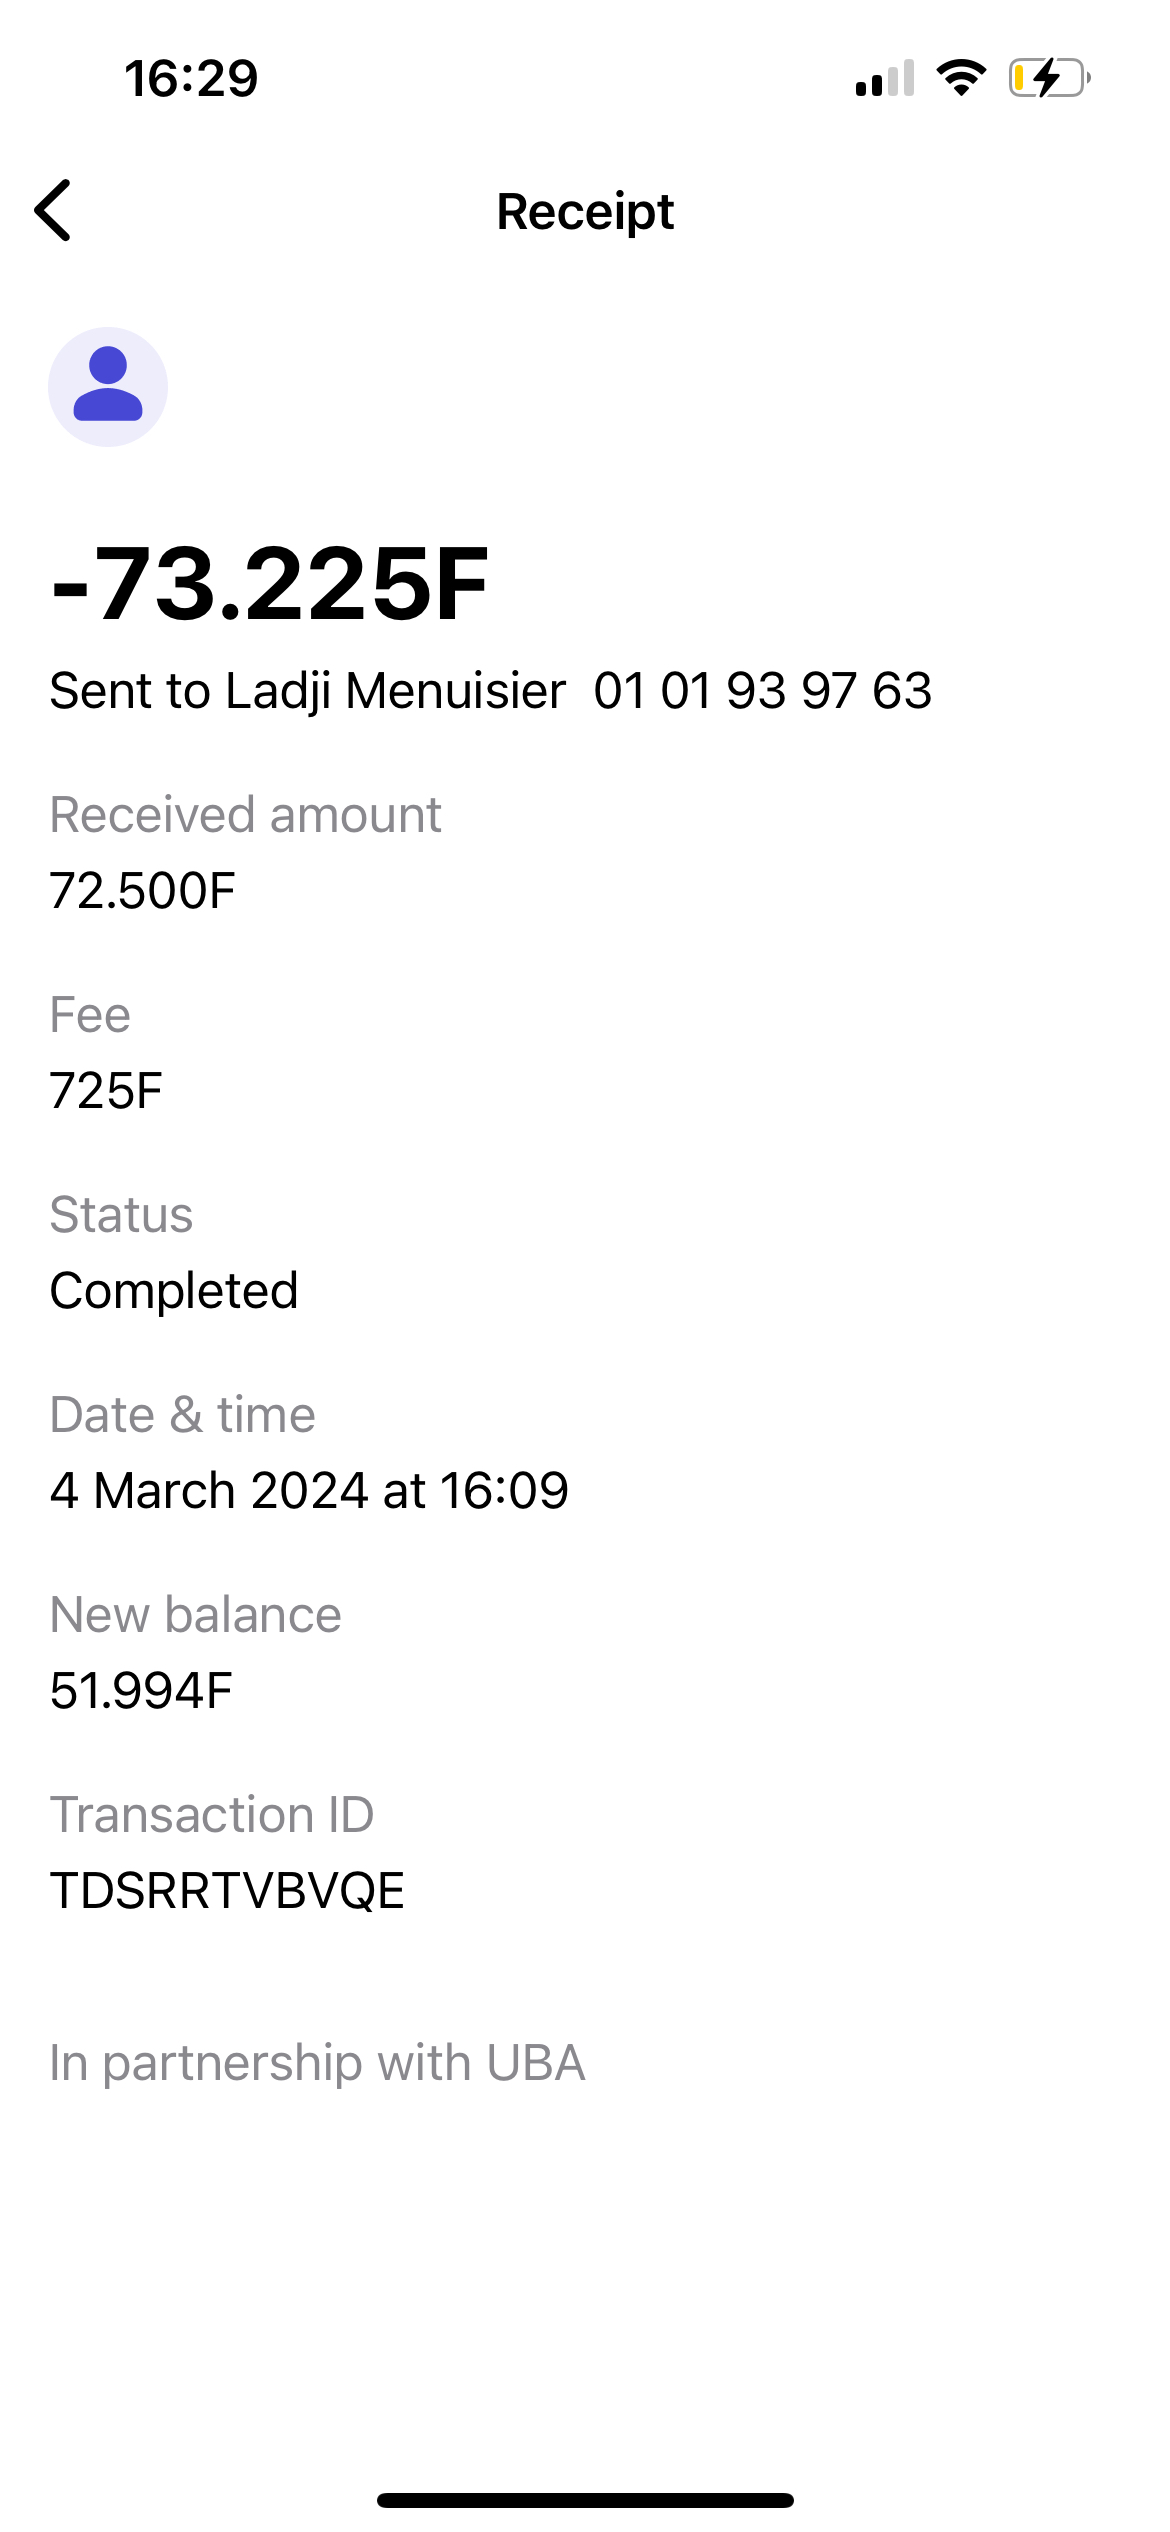 16:29
Receipt
-73.225F
Sent to Ladji Menuisier 01 01 93 97 63
Received amount
72.500F
Fee
725F
Status
Completed
Date & time
4 March 2024 at 16:09
New balance
51.994F
Transaction ID
TDSRRTVBVQE
In partnership with UBA